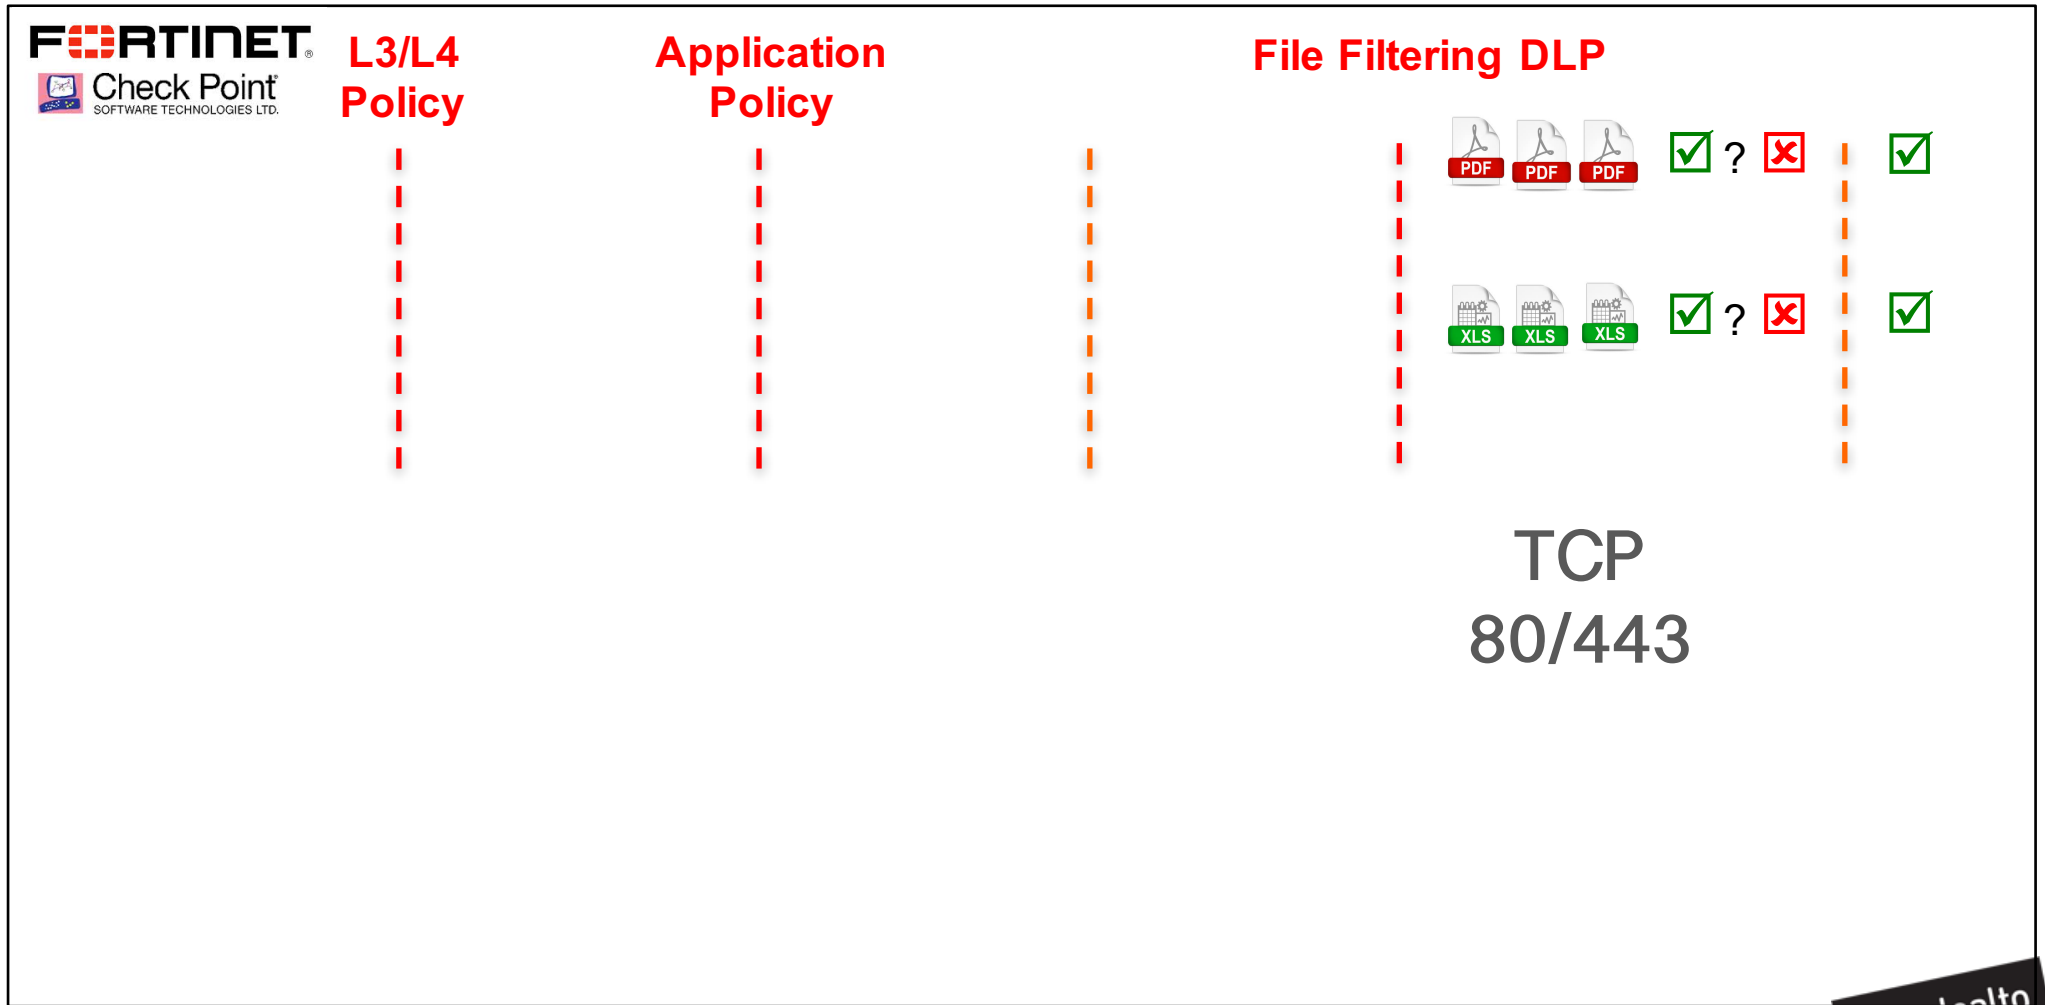 FORTINET®
Check Point
SOFTWARE TECHNOLOGIES LTD.
L3/L4
Policy
Application
Policy
File Filtering DLP
PDF PDF PDF
?
XLS XLS XLS
?
TCP
80/443